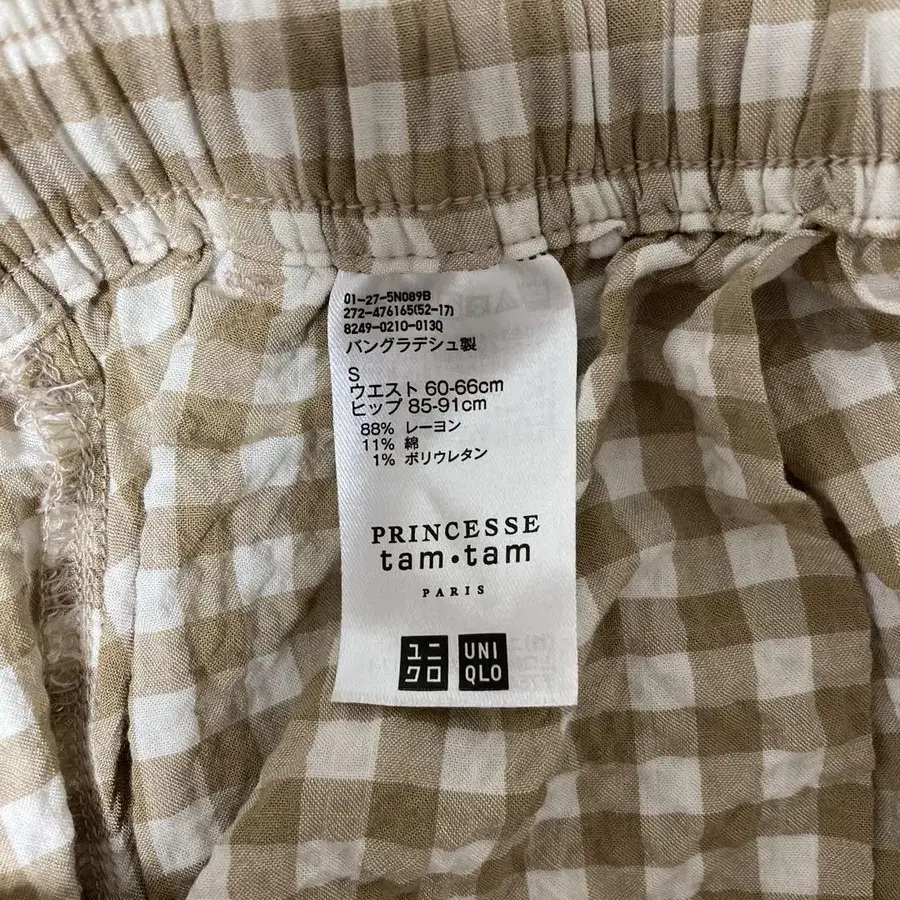 01-27-5N089B
272-476165(52-17)
8249-0210-013Q
バングラデシュ製
S
ウエスト 60-66cm
ヒップ 85-91cm
88% レーヨン
11% 綿
1% ポリウレタン
PRINCESSE
tam•tam
PARIS
ユニ
クロ
UNI
QLO